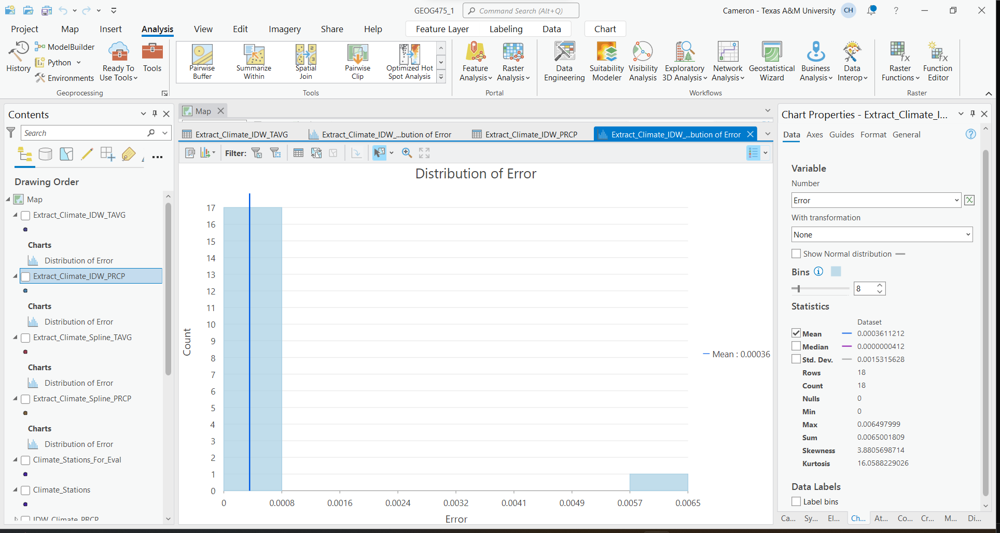 GEOG475_1
Command Search (Alt+Q)
Cameron - Texas A&M University
CH
?
Project
Map
Insert
Analysis
View
Edit
Imagery
Share
Help
Feature Layer
Labeling
Data
Chart
History
ModelBuilder
Python
Environments
Ready To
Use Tools
Tools
Geoprocessing
Pairwise
Buffer
Summarize
Within
Spatial
Join
Pairwise
Clip
Optimized Hot
Spot Analysis
Tools
Feature
Analysis
Raster
Analysis
Portal
Data
Engineering
Suitability
Modeler
Visibility
Analysis
Exploratory
3D Analysis
Network
Analysis
Geostatistical
Wizard
Business
Analysis
Data
Interop
Workflows
Raster
Functions
Function
Editor
Raster
Contents
Search
Drawing Order
Map
Extract_Climate_IDW_TAVG
Charts
Distribution of Error
Extract_Climate_IDW_PRCP
Charts
Distribution of Error
Extract_Climate_Spline_TAVG
Charts
Distribution of Error
Extract_Climate_Spline_PRCP
Charts
Distribution of Error
Climate_Stations_For_Eval
Climate_Stations
IDW_Climate_PRCP
Map
Extract_Climate_IDW_TAVG
Extract_Climate_IDW_...bution of Error
Extract_Climate_IDW_PRCP
Extract_Climate_IDW_...bution of Error
Filter:
Distribution of Error
17
16
15
14
13
12
11
10
9
8
7
6
5
4
3
2
1
0
Count
0
0.0008
0.0016
0.0024
0.0032
0.0041
0.0049
0.0057
0.0065
Error
Mean : 0.00036
Chart Properties - Extract_Climate_I...
Data
Axes
Guides
Format
General
?
Variable
Number
Error
With transformation
None
Show Normal distribution
Bins
8
Statistics
Dataset
Mean 0.0003611212
Median 0.0000000412
Std. Dev. 0.0015315628
Rows 18
Count 18
Nulls 0
Min 0
Max 0.006497999
Sum 0.0065001809
Skewness 3.8805698714
Kurtosis 16.0588229026
Data Labels
Label bins
Ca...
Sy...
El...
Ch...
At...
Co...
Cr...
M...
Di...